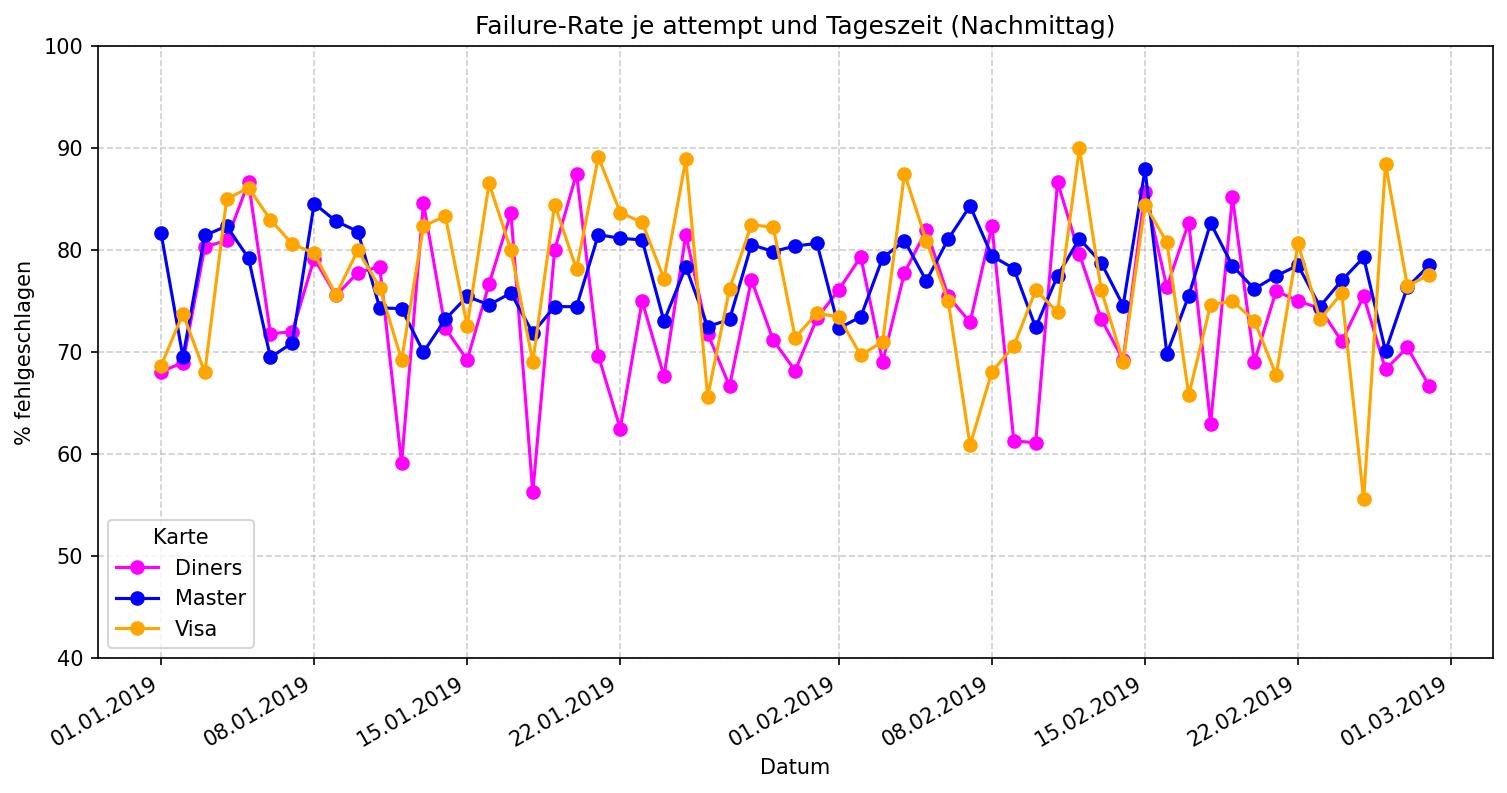 Failure-Rate je attempt und Tageszeit (Nachmittag)
% fehlgeschlagen
100
90
80
70
60
50
40
Karte
Diners
Master
Visa
01.01.2019
08.01.2019
15.01.2019
22.01.2019
01.02.2019
08.02.2019
15.02.2019
22.02.2019
01.03.2019
Datum